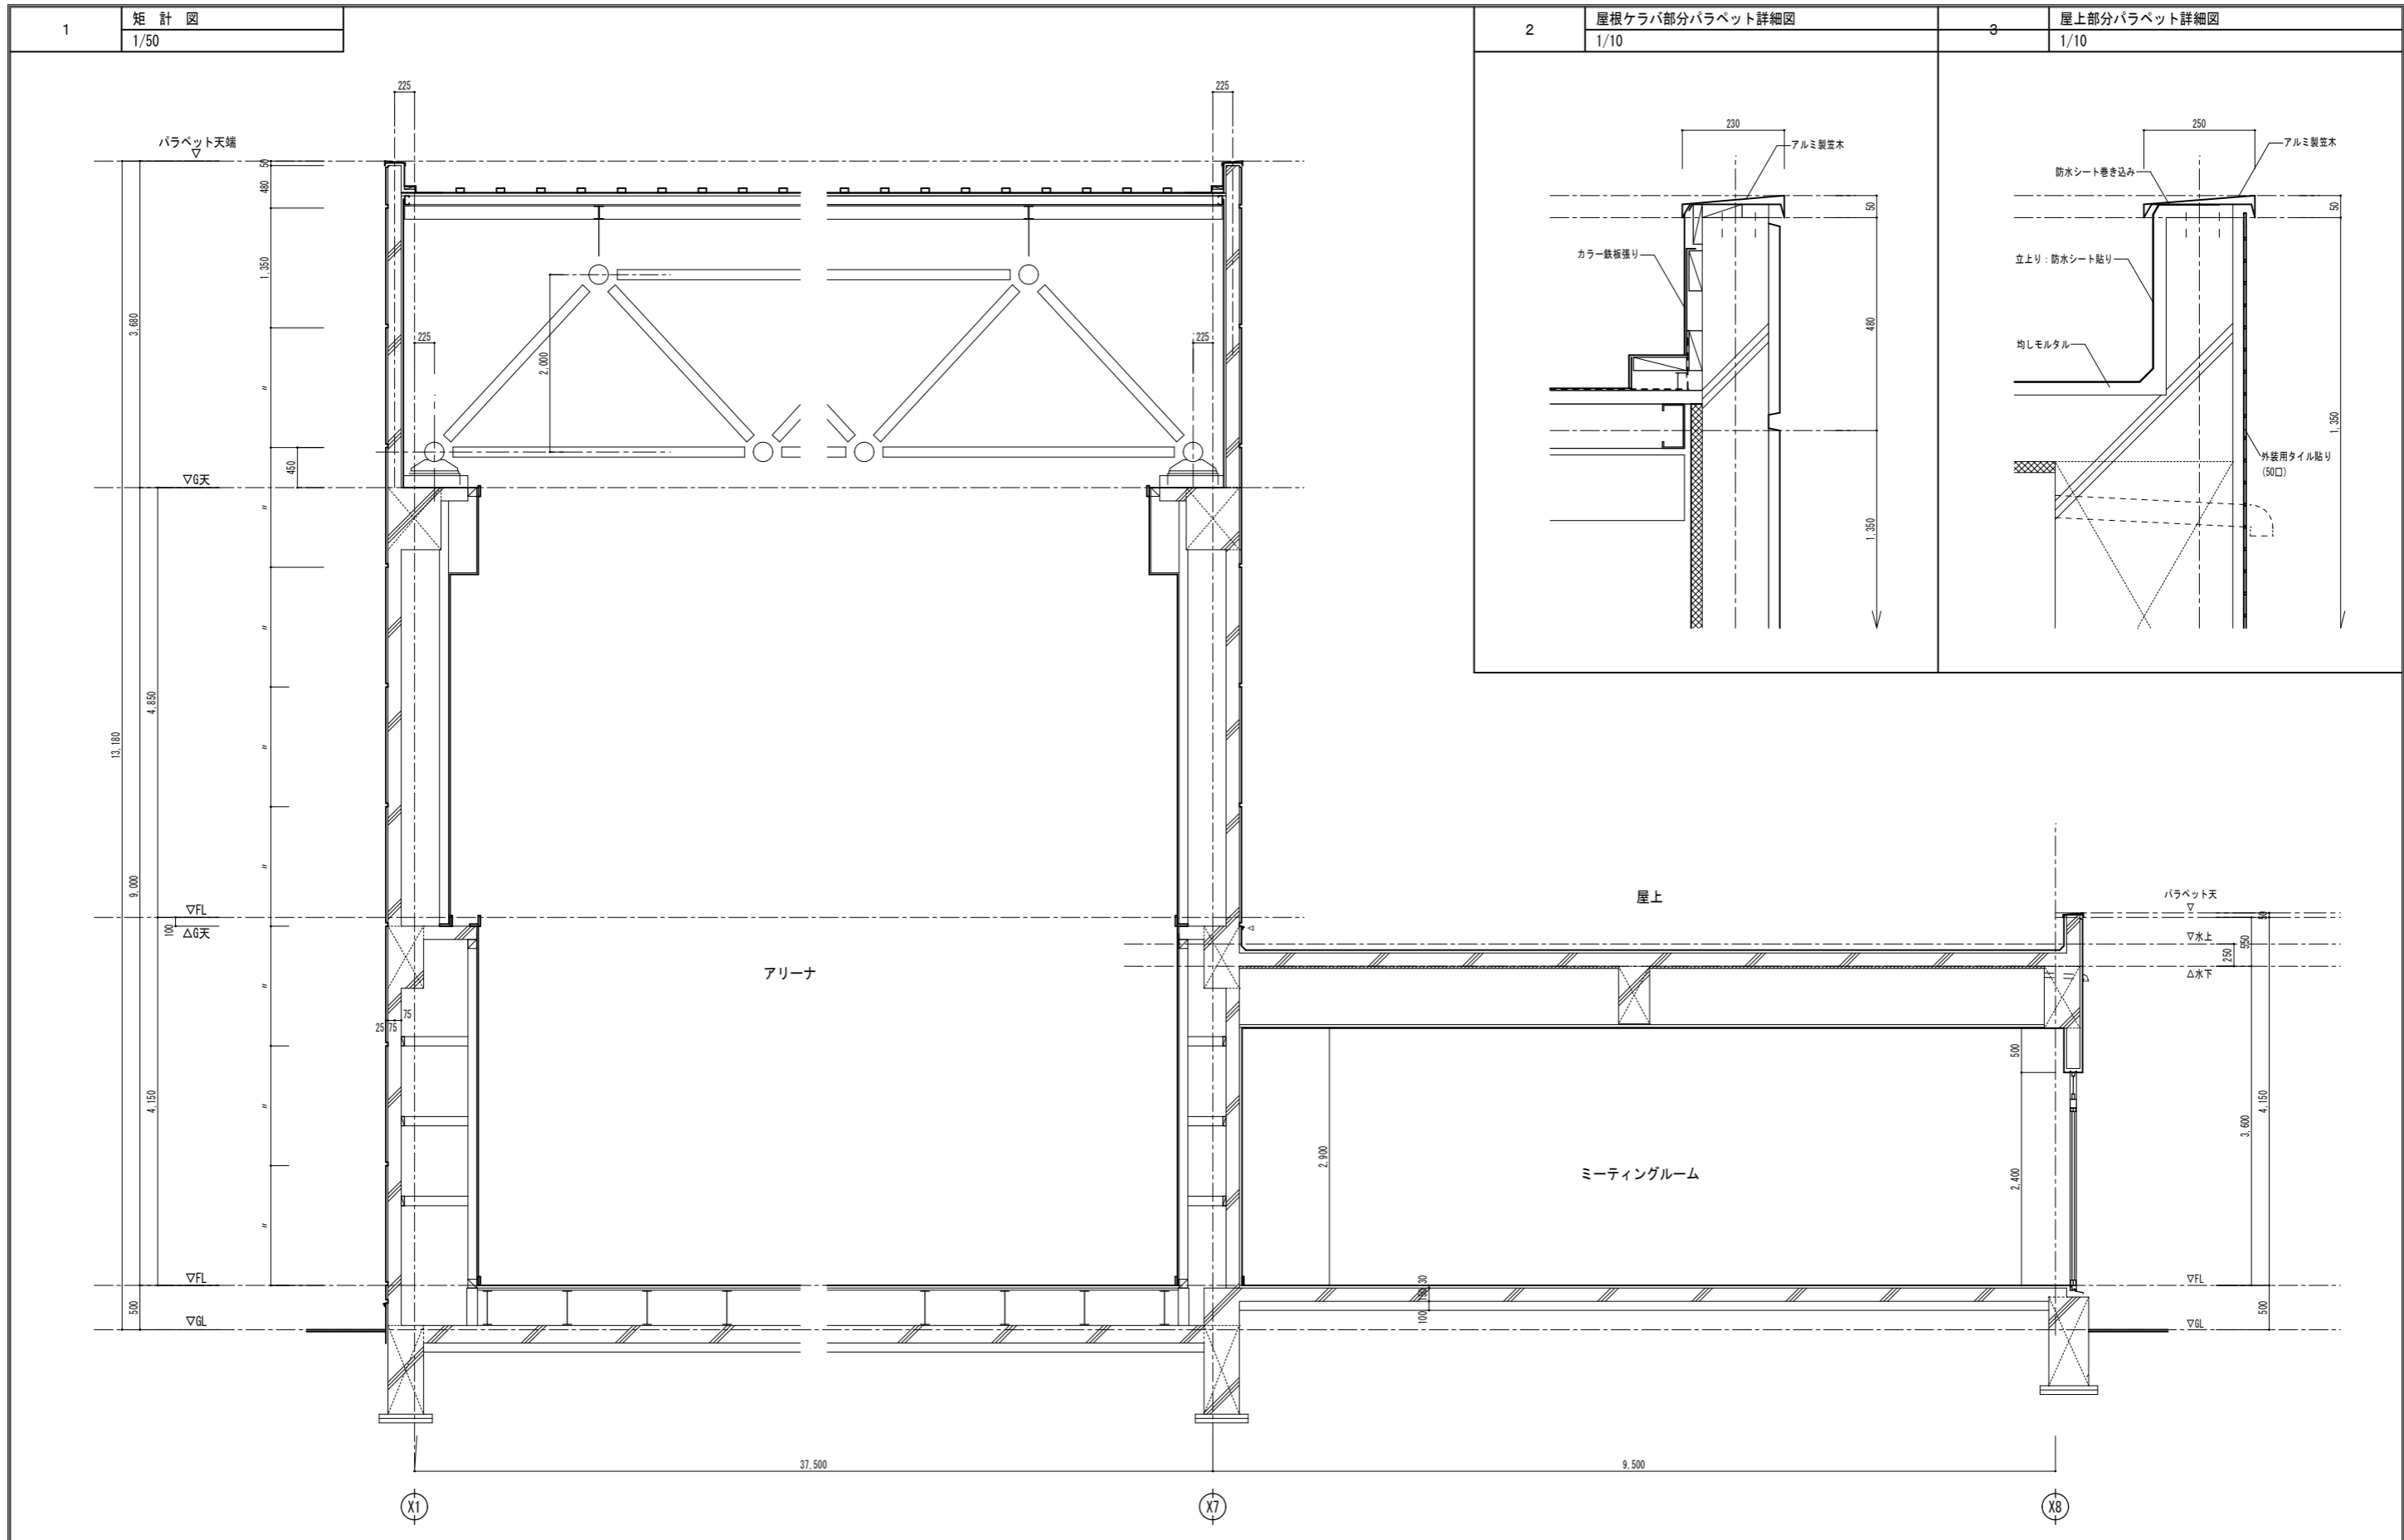 1
矩 計 図
1/50
2
屋根ケラバ部分パラペット詳細図
1/10
3
屋上部分パラペット詳細図
1/10
225
225
パラペット天端
▽
50
480
1,350
3,680
225
225
2,000
〃
450
▽G天
〃
〃
4,850
〃
13,180
〃
9,000
▽FL
100
△G天
アリーナ
〃
25
75
75
〃
4,150
〃
〃
▽FL
500
▽GL
230
アルミ製笠木
カラー鉄板張り
50
480
1,350
250
アルミ製笠木
防水シート巻き込み
立上り：防水シート貼り
均しモルタル
50
1,350
外装用タイル貼り
(50口)
屋上
パラペット天
▽
50
▽水上
550
250
△水下
500
2,900
ミーティングルーム
2,400
3,600
4,150
30
150
100
▽FL
500
▽GL
37,500
9,500
X1
X7
X8